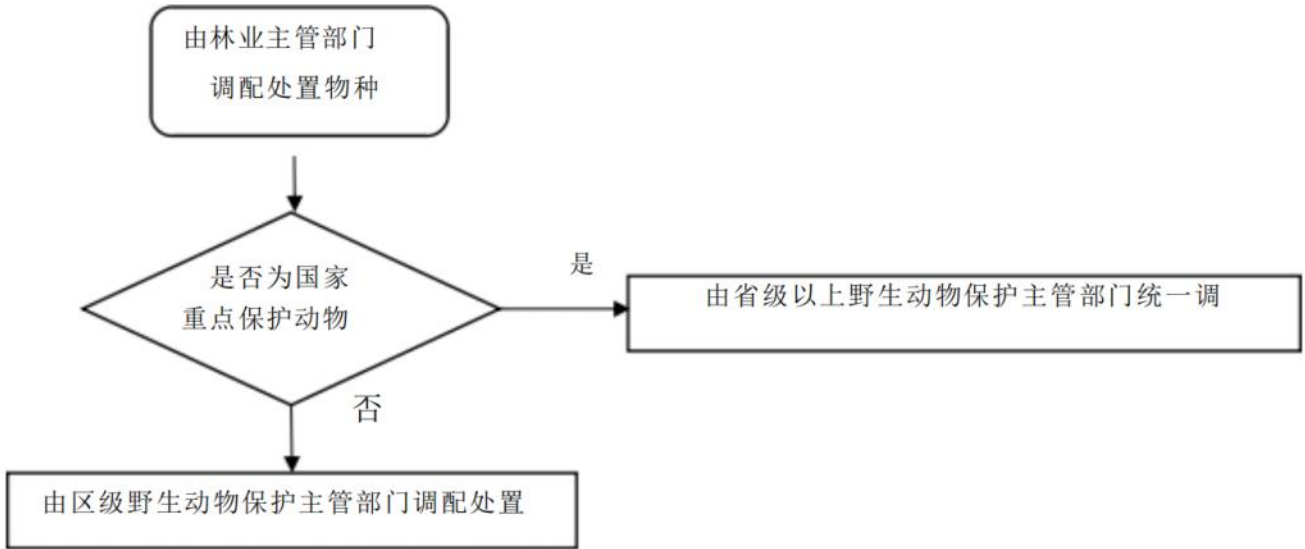 由林业主管部门
调配处置物种
是否为国家
重点保护动物
是
由省级以上野生动物保护主管部门统一调
否
由区级野生动物保护主管部门调配处置